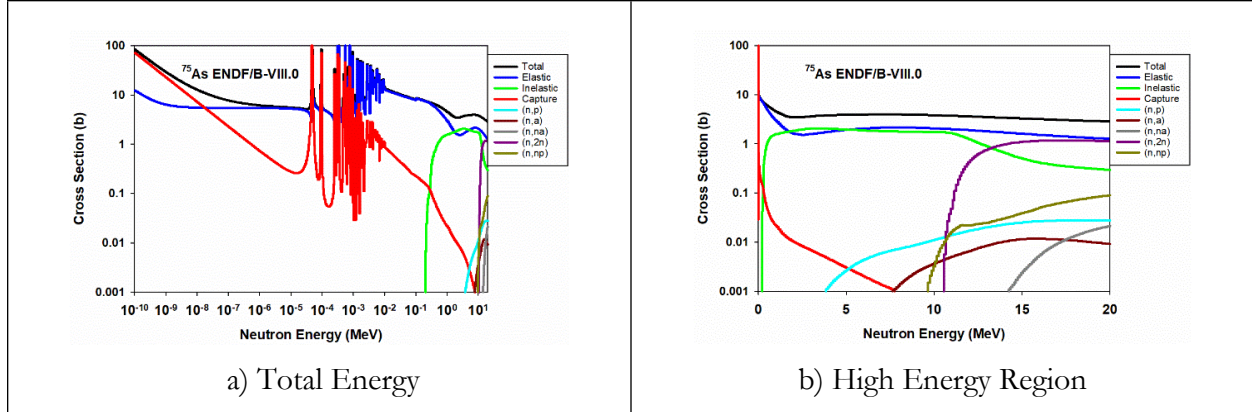 ⁷⁵As ENDF/B-VIII.0
Total
Elastic
Inelastic
Capture
(n,p)
(n,a)
(n,na)
(n,2n)
(n,np)
Cross Section (b)
100
10
1
0.1
0.01
0.001
10⁻¹⁰ 10⁻⁹ 10⁻⁸ 10⁻⁷ 10⁻⁶ 10⁻⁵ 10⁻⁴ 10⁻³ 10⁻² 10⁻¹ 10⁰ 10¹
Neutron Energy (MeV)
a) Total Energy
⁷⁵As ENDF/B-VIII.0
Total
Elastic
Inelastic
Capture
(n,p)
(n,a)
(n,na)
(n,2n)
(n,np)
Cross Section (b)
100
10
1
0.1
0.01
0.001
0 5 10 15 20
Neutron Energy (MeV)
b) High Energy Region